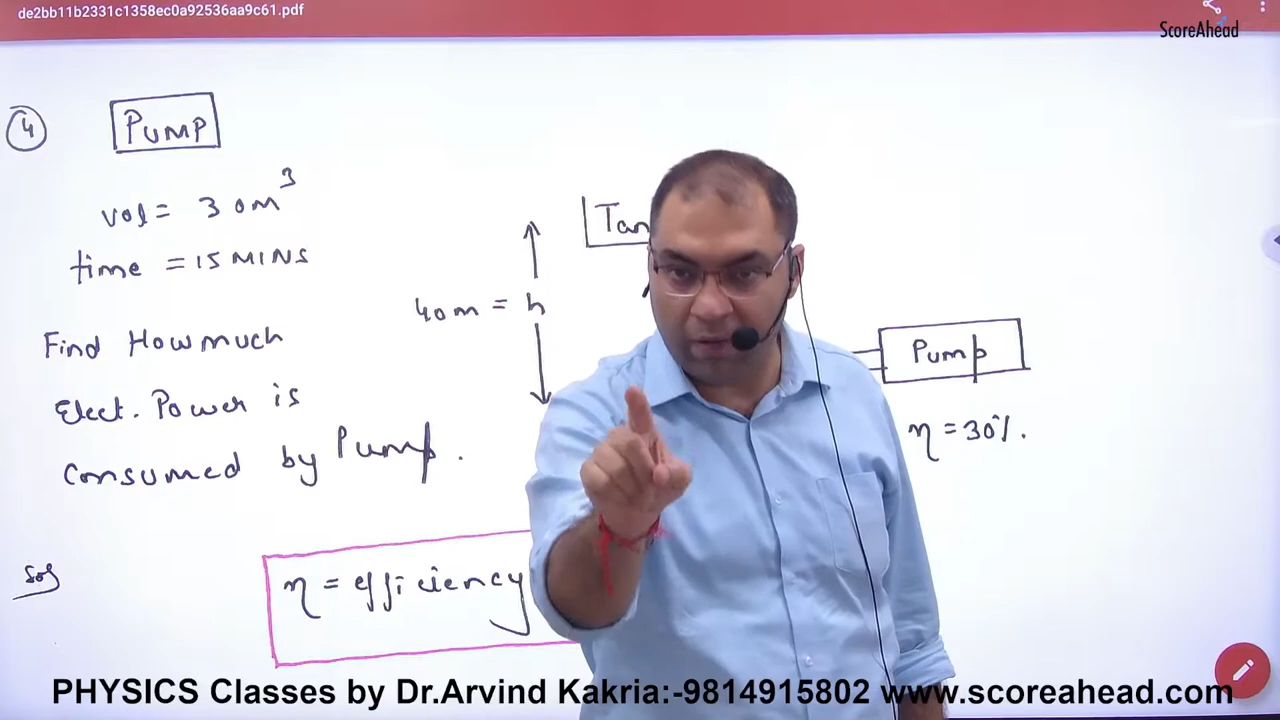 de2bb11b2331c1358ec0a92536aa9c61.pdf
ScoreAhead
4 PUMP
vol = 30m³
time = 15 MINS
Find How much
Elect. Power is
consumed by Pump.
Tan
40m = h
Pump
η = 30%.
Sol
η = efficiency
PHYSICS Classes by Dr.Arvind Kakria:-9814915802 www.scoreahead.com